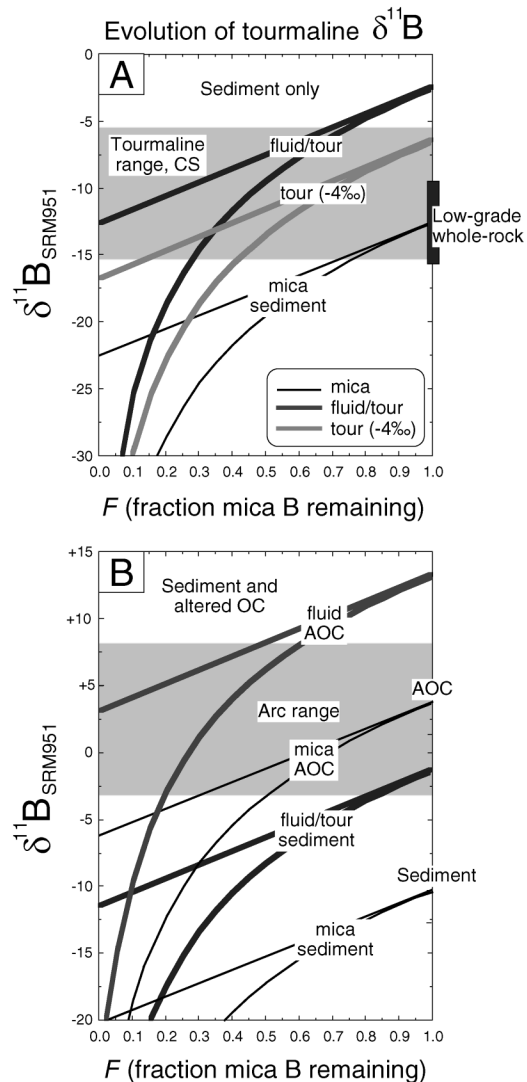 Evolution of tourmaline δ¹¹B
A
Sediment only
Tourmaline
range, CS
fluid/tour
tour (-4‰)
mica
sediment
Low-grade
whole-rock
mica
fluid/tour
tour (-4‰)
δ¹¹B SRM951
0
-5
-10
-15
-20
-25
-30
0.0 0.1 0.2 0.3 0.4 0.5 0.6 0.7 0.8 0.9 1.0
F (fraction mica B remaining)
B
Sediment and
altered OC
fluid
AOC
AOC
Arc range
mica
AOC
fluid/tour
sediment
Sediment
mica
sediment
δ¹¹B SRM951
+15
+10
+5
0
-5
-10
-15
-20
0.0 0.1 0.2 0.3 0.4 0.5 0.6 0.7 0.8 0.9 1.0
F (fraction mica B remaining)